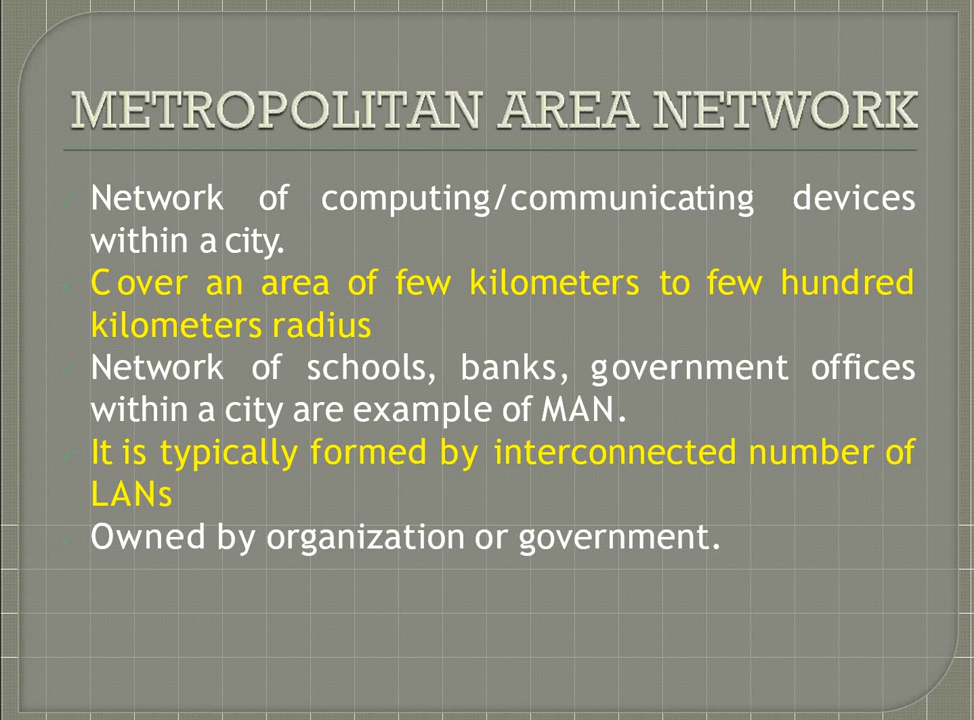 METROPOLITAN AREA NETWORK
Network of computing/communicating devices
within a city.
Cover an area of few kilometers to few hundred
kilometers radius
Network of schools, banks, government offices
within a city are example of MAN.
It is typically formed by interconnected number of
LANs
Owned by organization or government.